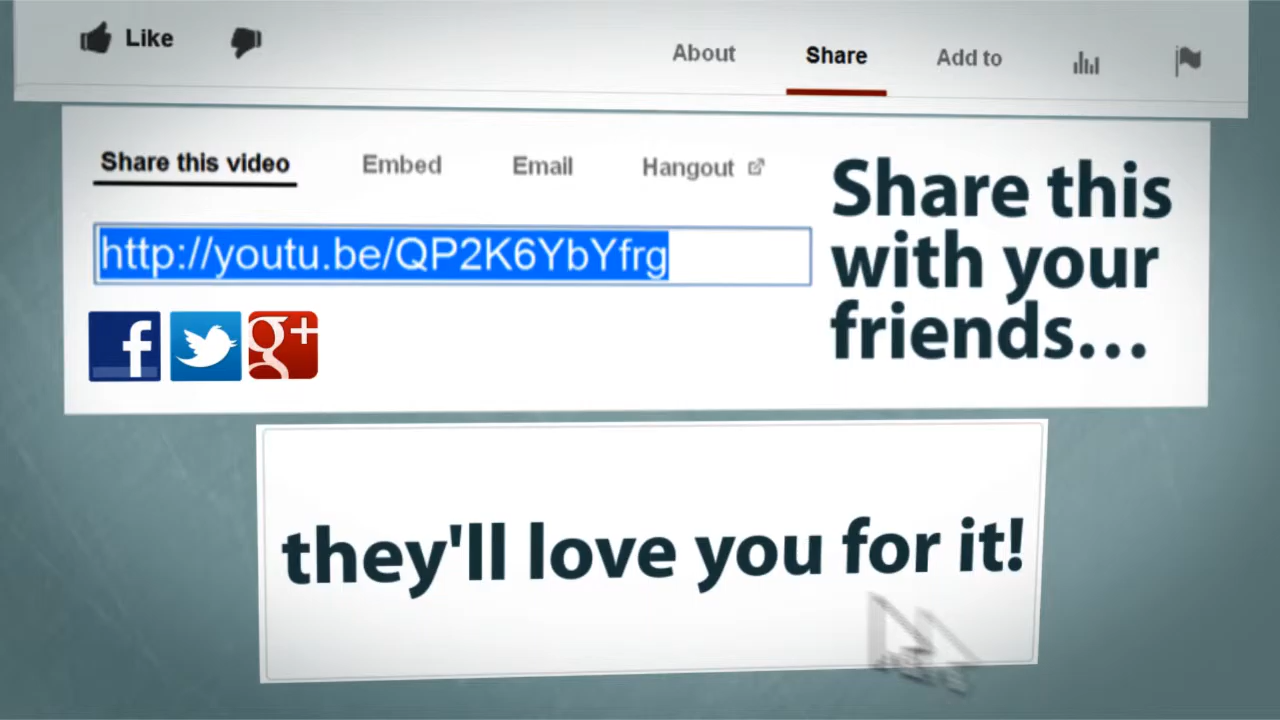 Like
About Share Add to
Share this video Embed Email Hangout
http://youtu.be/QP2K6YbYfrg
f g+
Share this
with your
friends...
they'll love you for it!